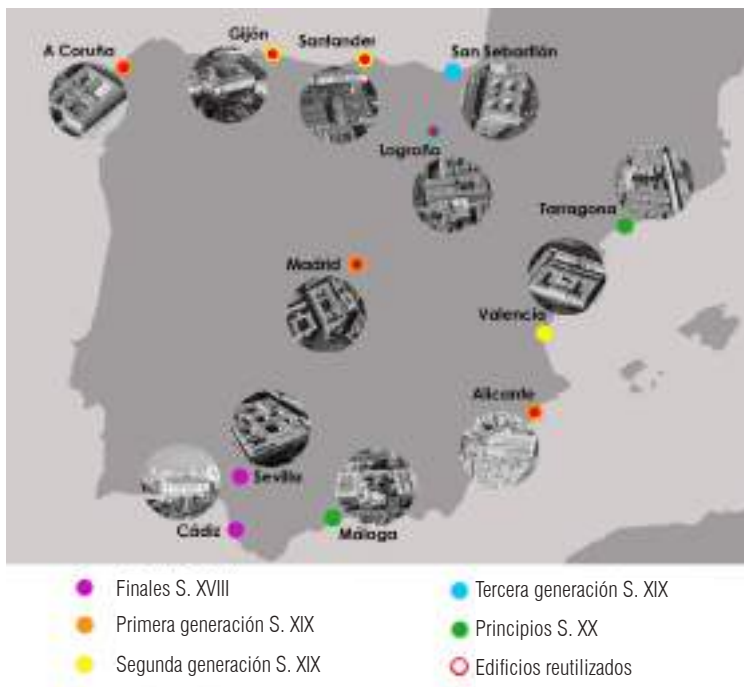 Gijón
Santander
A Coruña
San Sebastián
Logroño
Tarragona
Madrid
Valencia
Alicante
Sevilla
Cádiz
Málaga
Finales S. XVIII
Primera generación S. XIX
Segunda generación S. XIX
Tercera generación S. XIX
Principios S. XX
Edificios reutilizados